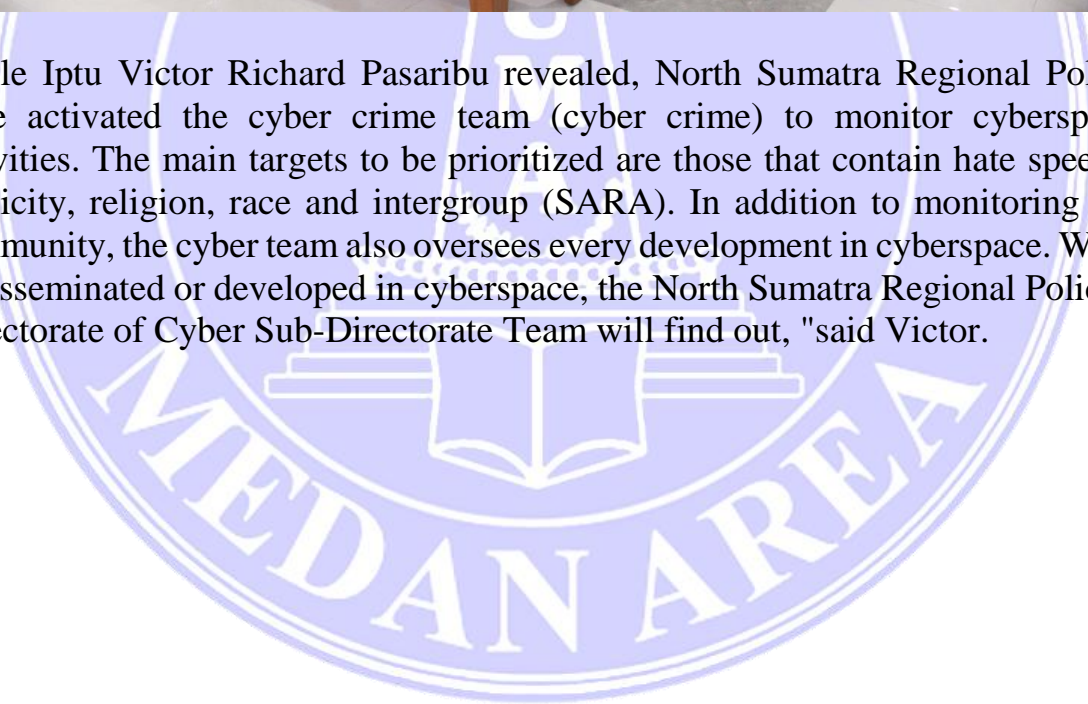 U
M
A
le Iptu Victor Richard Pasaribu revealed, North Sumatra Regional Pol
e activated the cyber crime team (cyber crime) to monitor cybersp
vities. The main targets to be prioritized are those that contain hate spee
icity, religion, race and intergroup (SARA). In addition to monitoring
munity, the cyber team also oversees every development in cyberspace. W
sseminated or developed in cyberspace, the North Sumatra Regional Polic
ectorate of Cyber Sub-Directorate Team will find out, "said Victor.
MEDAN AREA